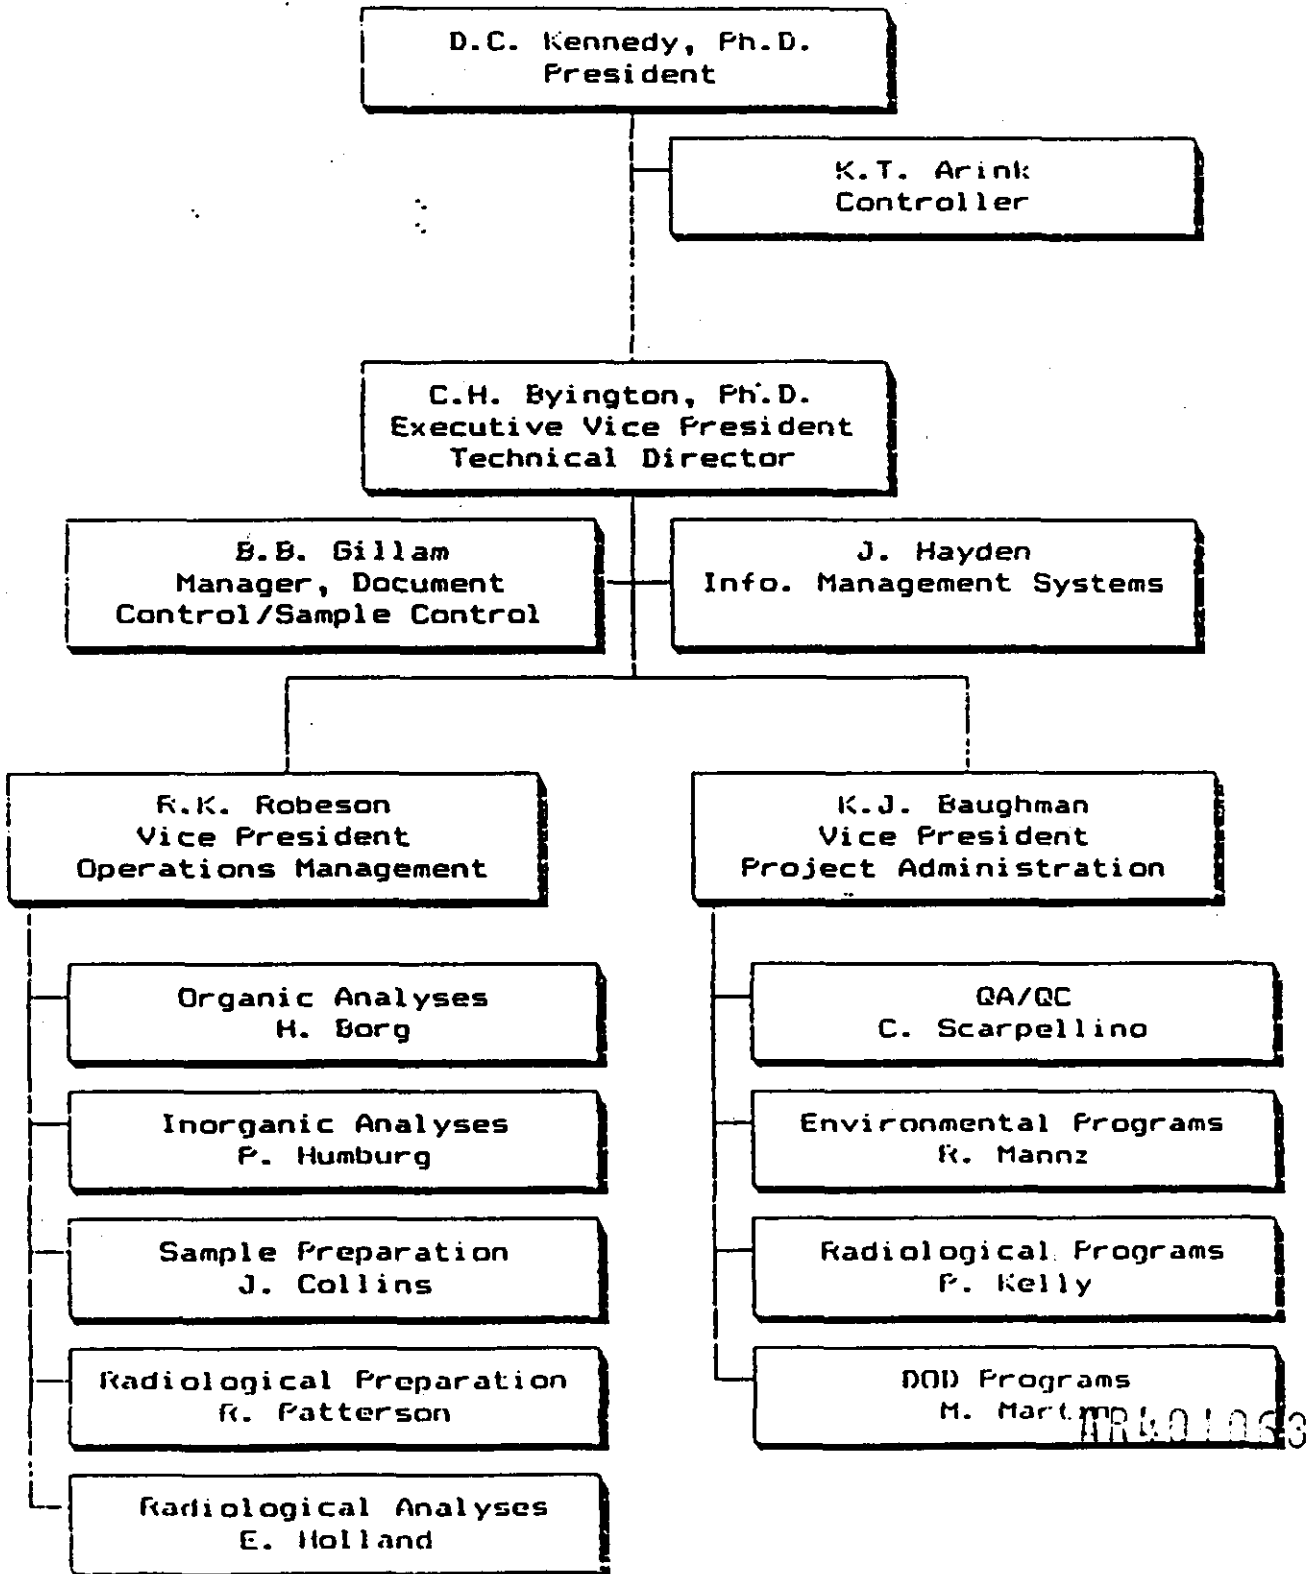 D.C. Kennedy, Ph.D.
President
K.T. Arink
Controller
C.H. Byington, Ph.D.
Executive Vice President
Technical Director
B.B. Gillam
Manager, Document
Control/Sample Control
J. Hayden
Info. Management Systems
R.K. Robeson
Vice President
Operations Management
K.J. Baughman
Vice President
Project Administration
Organic Analyses
H. Borg
Inorganic Analyses
P. Humburg
Sample Preparation
J. Collins
Radiological Preparation
R. Patterson
Radiological Analyses
E. Holland
QA/QC
C. Scarpellino
Environmental Programs
R. Mannz
Radiological Programs
P. Kelly
DOD Programs
M.